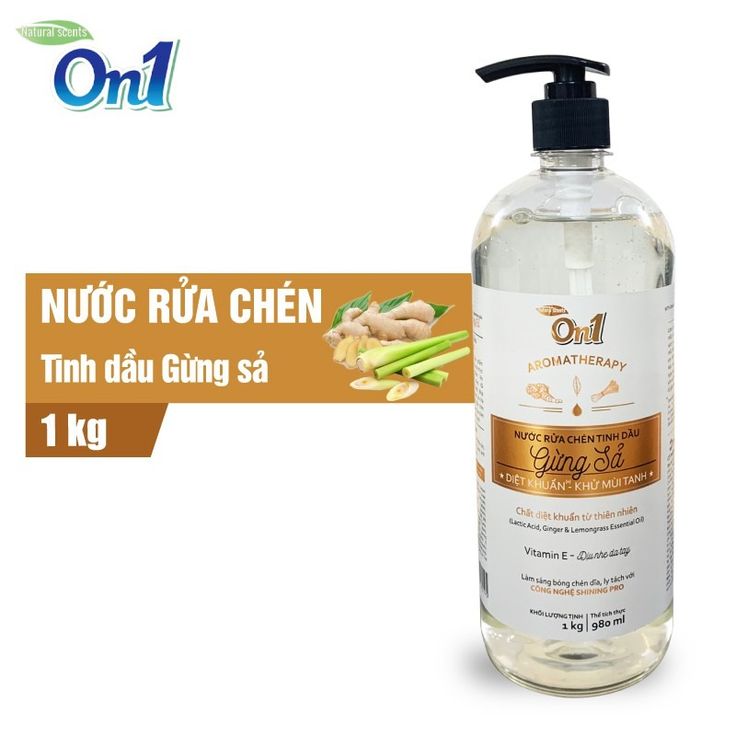 Natural scents
On1
NƯỚC RỬA CHÉN
Tinh dầu Gừng sả
1 kg
On1
AROMATHERAPY
NƯỚC RỬA CHÉN TINH DẦU
Gừng Sả
★ DIỆT KHUẨN - KHỬ MÙI TANH ★
Chất diệt khuẩn từ thiên nhiên
(Lactic Acid, Ginger & Lemongrass Essential Oil)
Vitamin E – Dịu nhẹ da tay
Làm sáng bóng chén dĩa, ly tách với
CÔNG NGHỆ SHINING PRO
KHỐI LƯỢNG TỊNH | Thể tích thực
1 kg | 980 ml